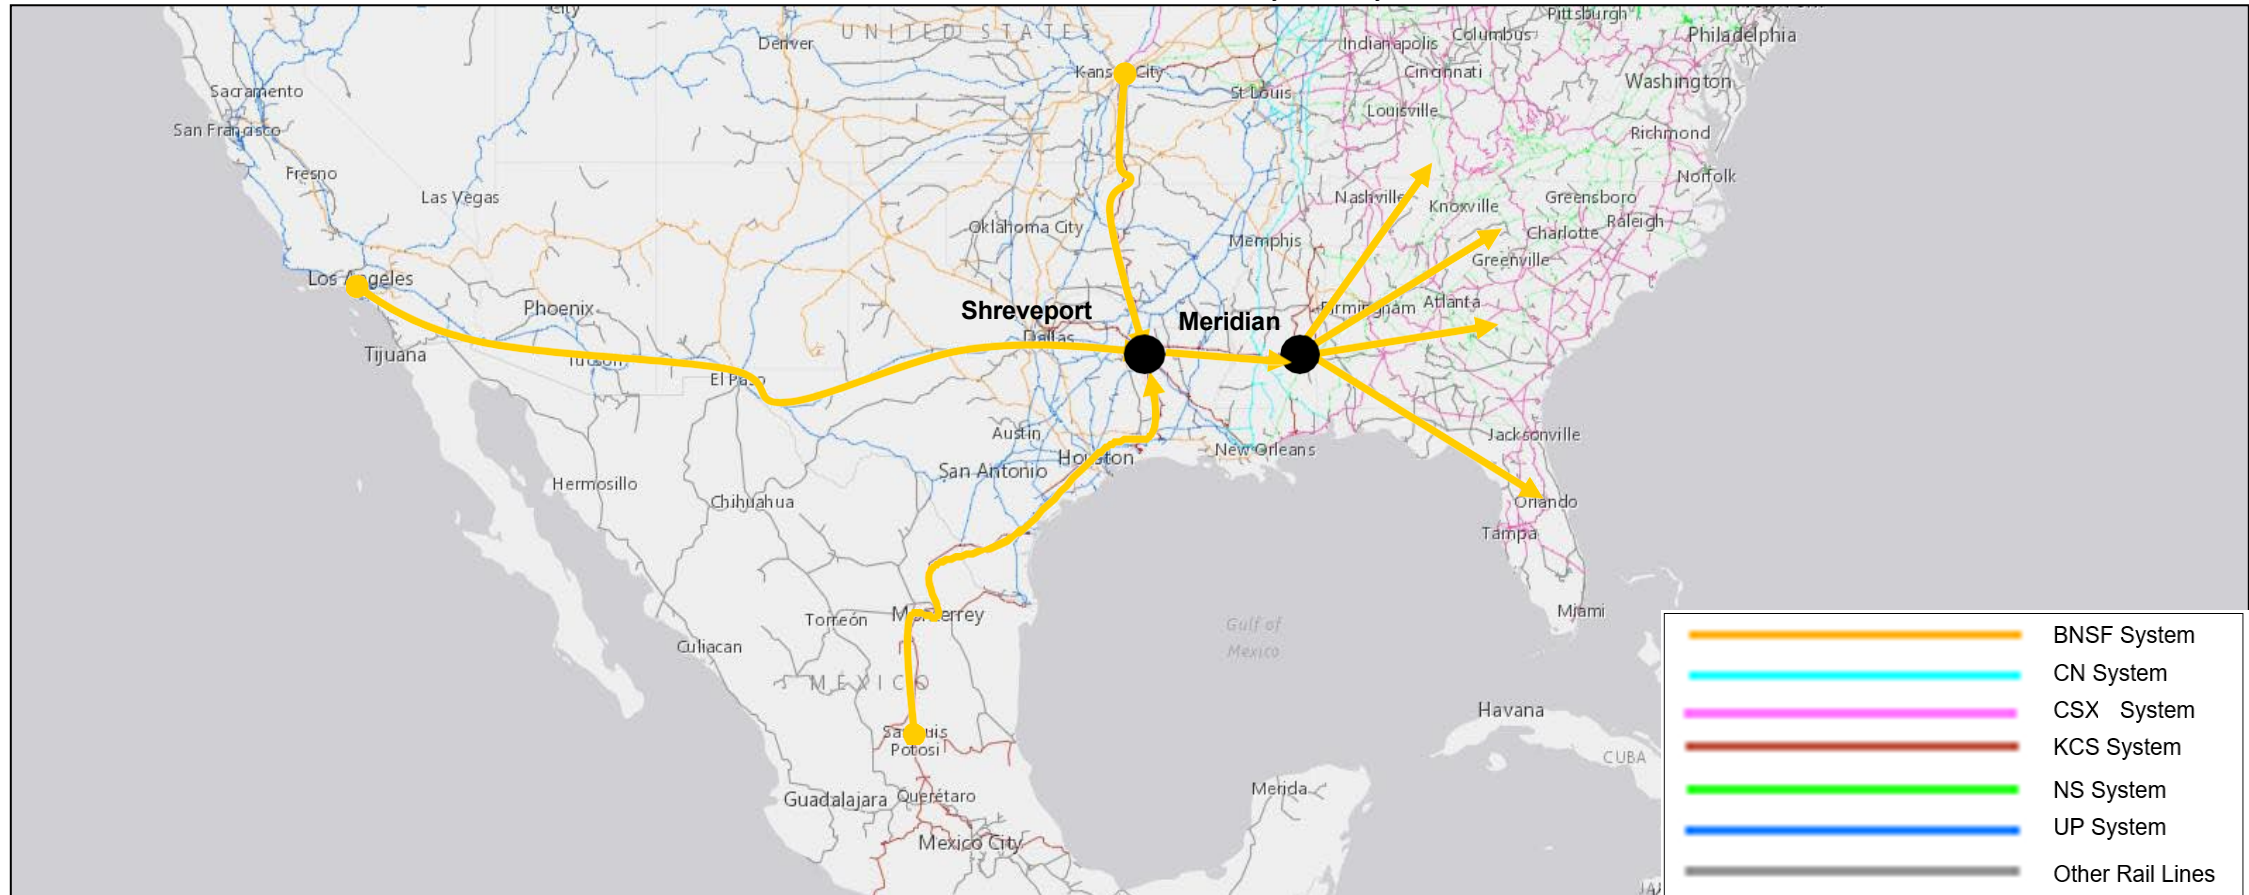 City
Denver
UNITED STATES
Pittsburgh
Columbus
Indianapolis
Philadelphia
Kansas City
Cincinnati
Washington
Sacramento
St Louis
Louisville
San Francisco
Richmond
Fresno
Norfolk
Las Vegas
Nashville
Knoxville
Greensboro
Raleigh
Oklahoma City
Memphis
Charlotte
Greenville
Los Angeles
Phoenix
Shreveport
Meridian
Birmingham
Atlanta
Dallas
Tijuana
Tucson
El Paso
Austin
Jacksonville
San Antonio
Houston
New Orleans
Hermosillo
Chihuahua
Orlando
Tampa
Torreón
Monterrey
Miami
Gulf of
Mexico
Culiacan
MÉXICO
San Luis
Potosi
Havana
CUBA
Guadalajara
Querétaro
Merida
Mexico City
BNSF System
CN System
CSX System
KCS System
NS System
UP System
Other Rail Lines